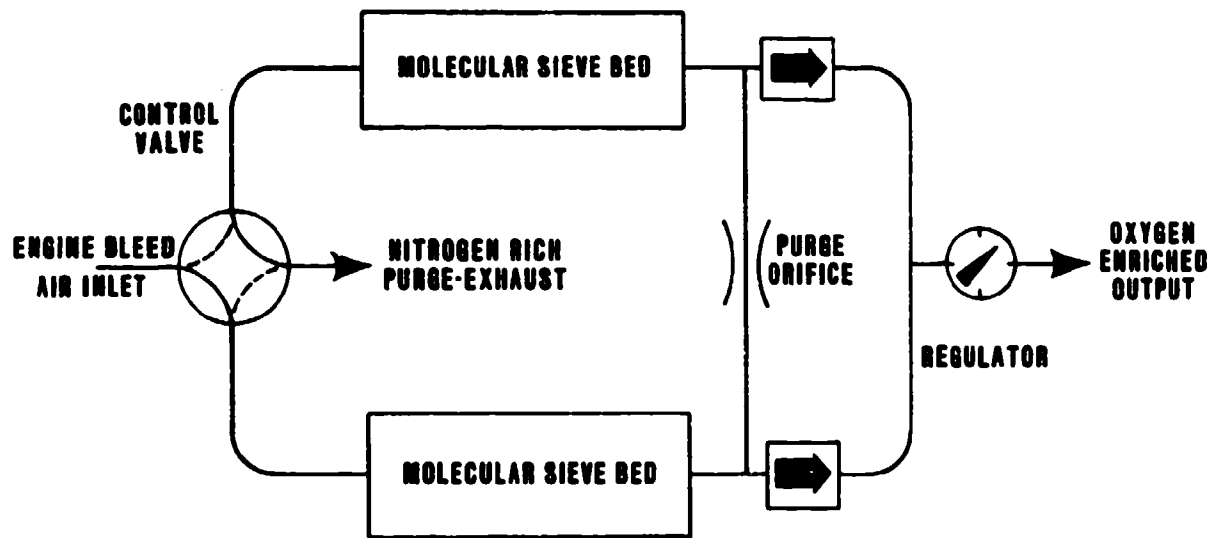 MOLECULAR SIEVE BED
CONTROL
VALVE
ENGINE BLEED
AIR INLET
NITROGEN RICH
PURGE-EXHAUST
PURGE
ORIFICE
OXYGEN
ENRICHED
OUTPUT
REGULATOR
MOLECULAR SIEVE BED